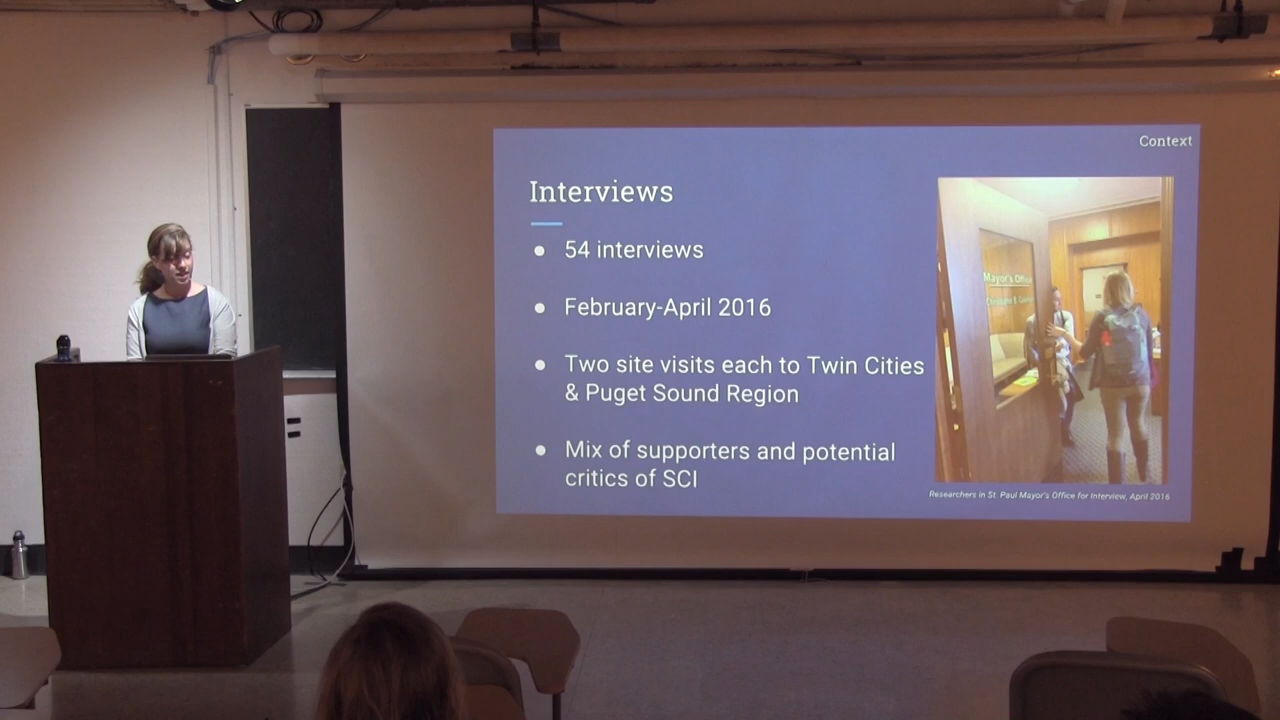 Context
Interviews
54 interviews
February-April 2016
Two site visits each to Twin Cities
& Puget Sound Region
Mix of supporters and potential
critics of SCI
Mayor's Office
Researchers in St. Paul Mayor's Office for Interview, April 2016